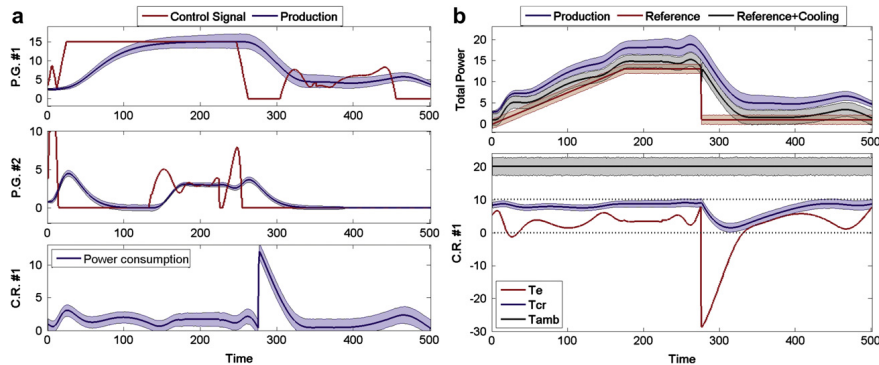 a
Control Signal Production
P.G. #1
15
10
5
0
0 100 200 300 400 500
P.G. #2
10
5
0
0 100 200 300 400 500
C.R. #1
Power consumption
10
5
0
0 100 200 300 400 500
Time
b
Production Reference Reference+Cooling
Total Power
20
15
10
5
0
0 100 200 300 400 500
C.R. #1
20
10
0
-10
-20
-30
Te
Tcr
Tamb
0 100 200 300 400 500
Time